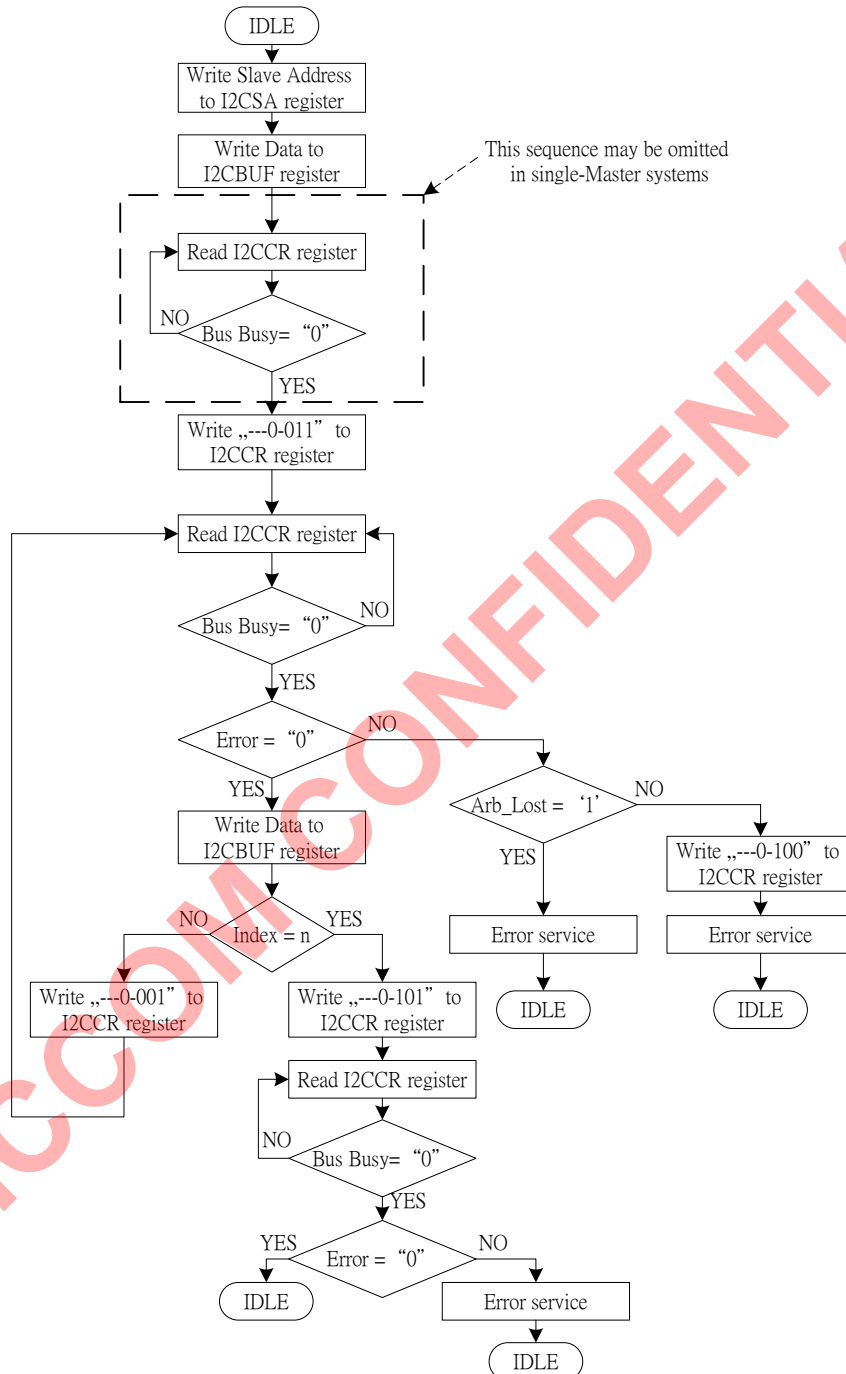 IDLE
Write Slave Address
to I2CSA register
Write Data to
I2CBUF register
This sequence may be omitted
in single-Master systems
Read I2CCR register
NO
Bus Busy= “0”
YES
Write „---0-011” to
I2CCR register
Read I2CCR register
NO
Bus Busy= “0”
YES
Error = “0”
NO
YES
Arb_Lost = ‘1’
NO
YES
Write Data to
I2CBUF register
Write „---0-100” to
I2CCR register
Index = n
NO
YES
Error service
Error service
Write „---0-001” to
I2CCR register
Write „---0-101” to
I2CCR register
IDLE
IDLE
Read I2CCR register
NO
Bus Busy= “0”
YES
YES
Error = “0”
NO
IDLE
Error service
IDLE
CCOM CONFIDENTI